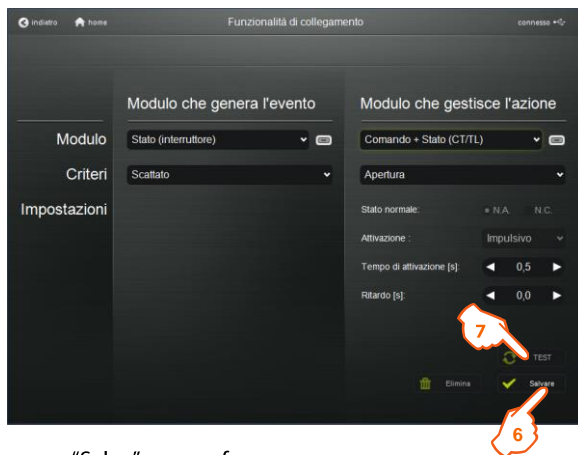 indietro home Funzionalità di collegamento connesso
Modulo che genera l'evento Modulo che gestisce l'azione
Modulo Stato (interruttore) Comando + Stato (CT/TL)
Criteri Scattato Apertura
Impostazioni Stato normale: N.A. N.C.
Attivazione : Impulsivo
Tempo di attivazione [s]: 0,5
Ritardo [s]: 0,0
7
TEST
Elimina Salvare
6